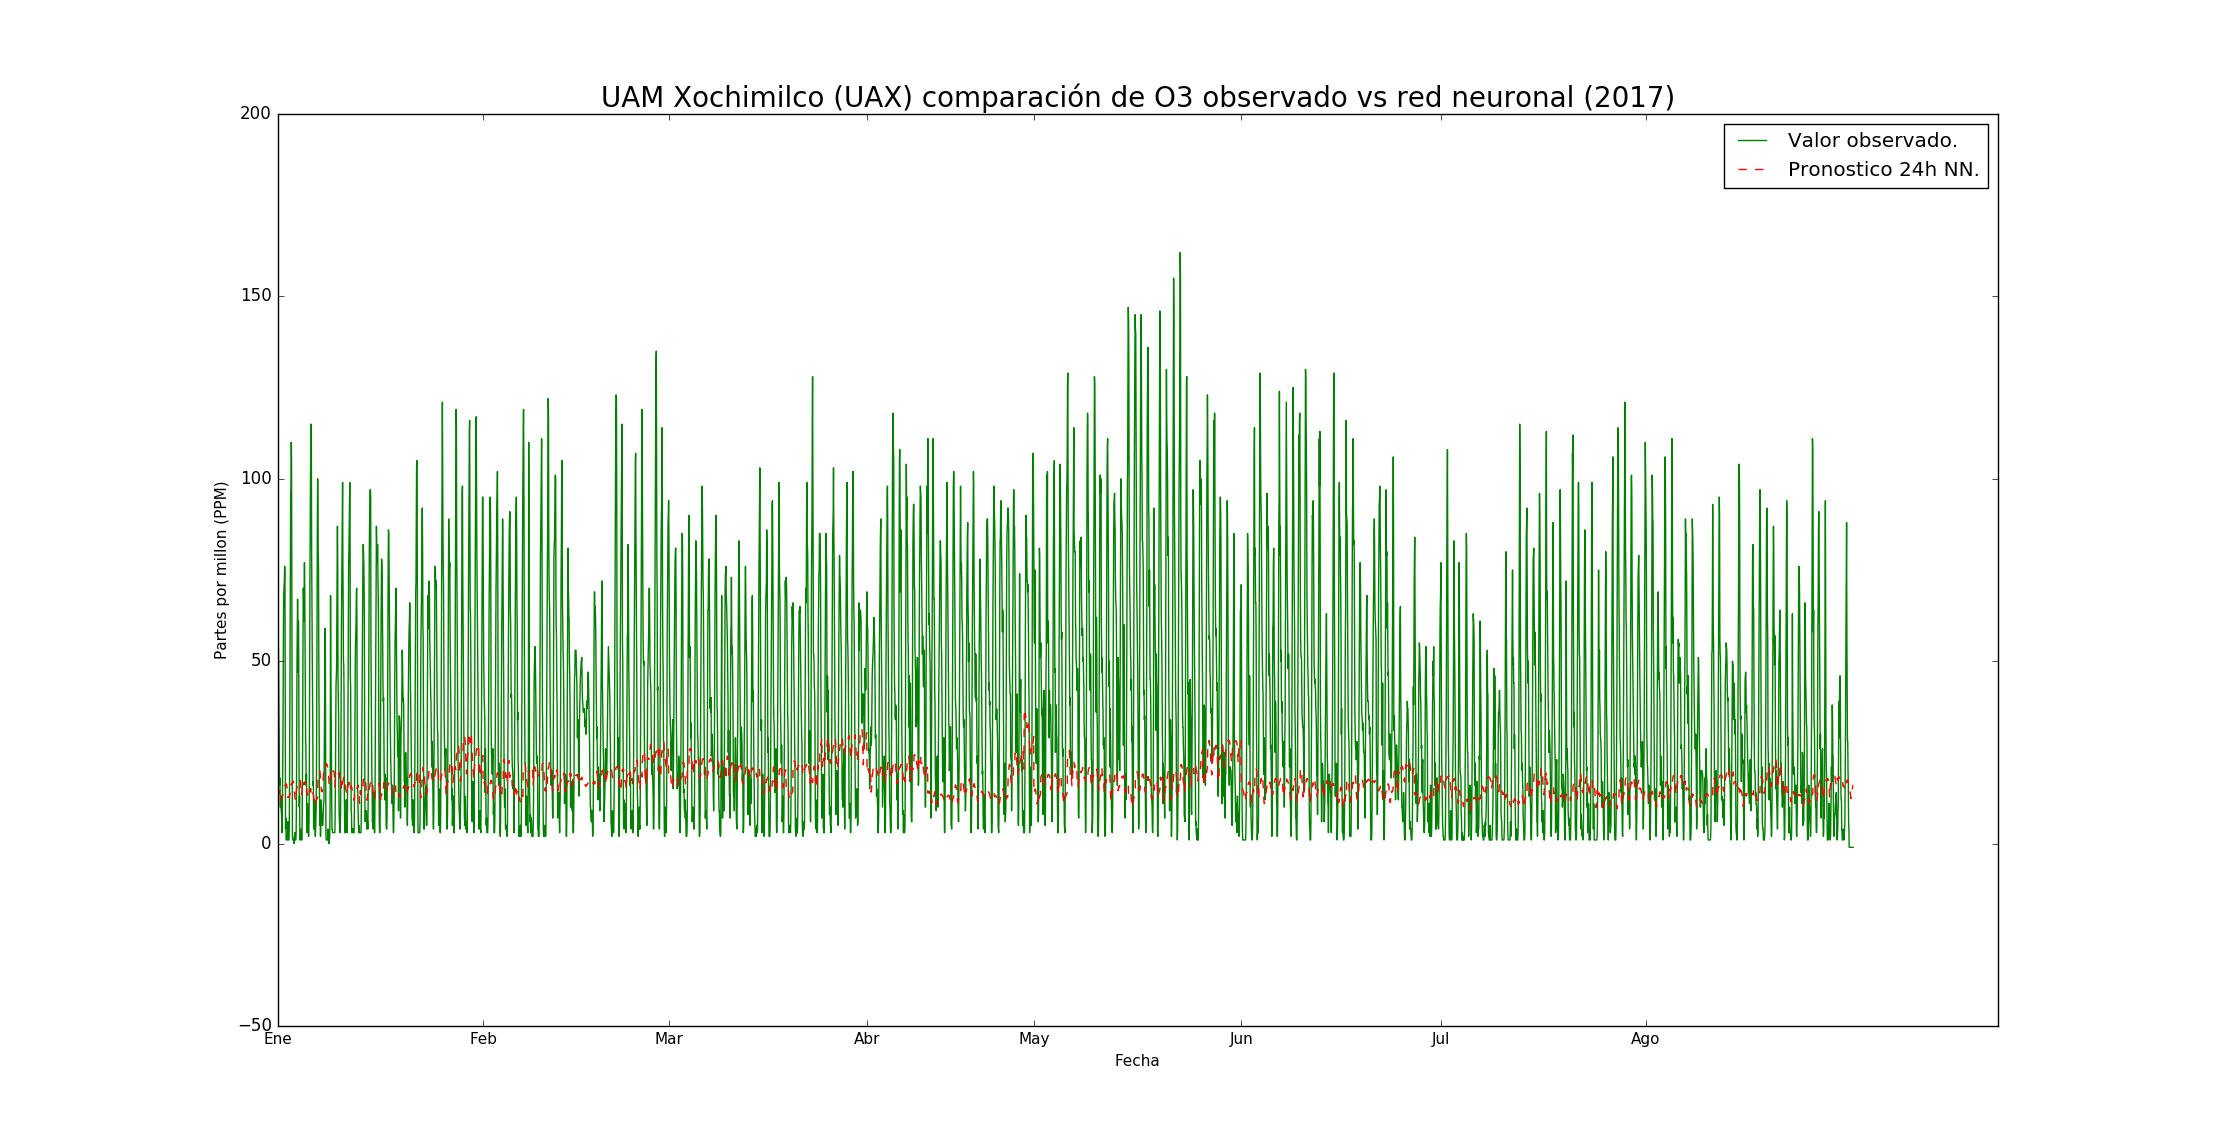 UAM Xochimilco (UAX) comparación de O3 observado vs red neuronal (2017)
Valor observado.
Pronostico 24h NN.
200
150
100
50
0
−50
Partes por millon (PPM)
Ene Feb Mar Abr May Jun Jul Ago
Fecha